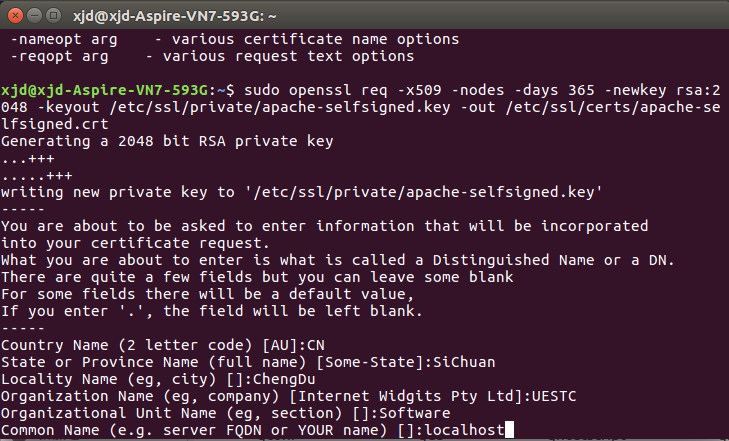 xjd@xjd-Aspire-VN7-593G: ~
-nameopt arg    - various certificate name options
-reqopt arg    - various request text options
xjd@xjd-Aspire-VN7-593G:~$ sudo openssl req -x509 -nodes -days 365 -newkey rsa:2
048 -keyout /etc/ssl/private/apache-selfsigned.key -out /etc/ssl/certs/apache-se
lfsigned.crt
Generating a 2048 bit RSA private key
...+++
.....+++
writing new private key to '/etc/ssl/private/apache-selfsigned.key'
-----
You are about to be asked to enter information that will be incorporated
into your certificate request.
What you are about to enter is what is called a Distinguished Name or a DN.
There are quite a few fields but you can leave some blank
For some fields there will be a default value,
If you enter '.', the field will be left blank.
-----
Country Name (2 letter code) [AU]:CN
State or Province Name (full name) [Some-State]:SiChuan
Locality Name (eg, city) []:ChengDu
Organization Name (eg, company) [Internet Widgits Pty Ltd]:UESTC
Organizational Unit Name (eg, section) []:Software
Common Name (e.g. server FQDN or YOUR name) []:localhost